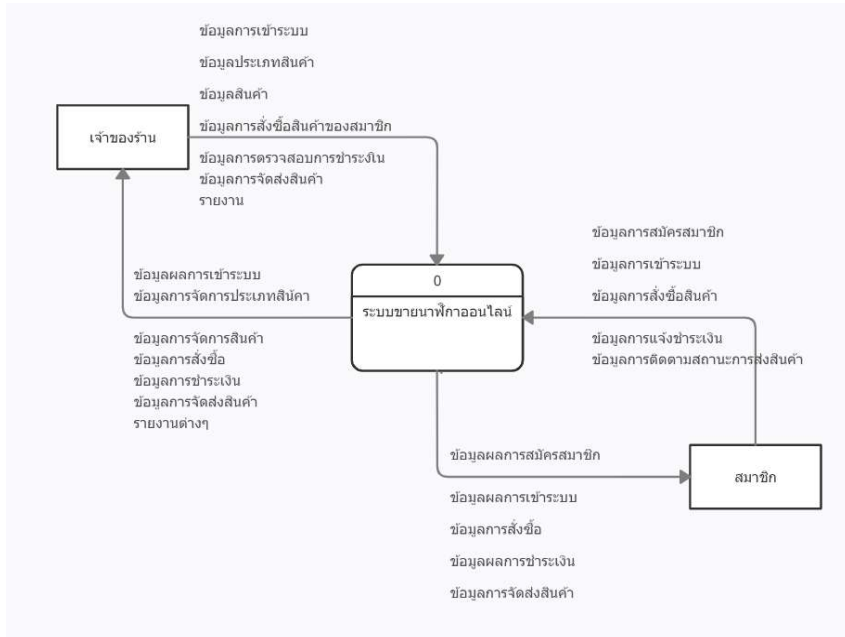 ข้อมูลการเข้าระบบ
ข้อมูลประเภทสินค้า
ข้อมูลสินค้า
ข้อมูลการสั่งซื้อสินค้าของสมาชิก
ข้อมูลการตรวจสอบการชำระงเิน
ข้อมูลการจัดส่งสินค้า
รายงาน
เจ้าของร้าน
ข้อมูลผลการเข้าระบบ
ข้อมูลการจัดการประเภทสิน้คา
ข้อมูลการจัดการสินค้า
ข้อมูลการสั่งซื้อ
ข้อมูลการชำระเงิน
ข้อมูลการจัดส่งสินค้า
รายงานต่างๆ
0
ระบบขายนาฬิกาออนไลน์
ข้อมูลการสมัครสมาชิก
ข้อมูลการเข้าระบบ
ข้อมูลการสั่งซื้อสินค้า
ข้อมูลการแจ้งชำระเงิน
ข้อมูลการติดตามสถานะการส่งสินค้า
สมาชิก
ข้อมูลผลการสมัครสมาชิก
ข้อมูลผลการเข้าระบบ
ข้อมูลการสั่งซื้อ
ข้อมูลผลการชำระเงิน
ข้อมูลการจัดส่งสินค้า